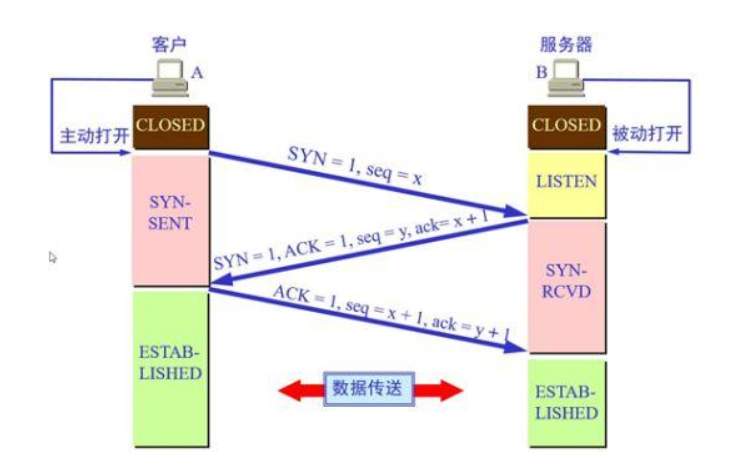 客户
服务器
A
B
主动打开
CLOSED
CLOSED
被动打开
SYN = 1, seq = x
LISTEN
SYN-
SENT
SYN = 1, ACK = 1, seq = y, ack= x + 1
SYN-
RCVD
ACK = 1, seq = x + 1, ack = y + 1
ESTAB-
LISHED
数据传送
ESTAB-
LISHED